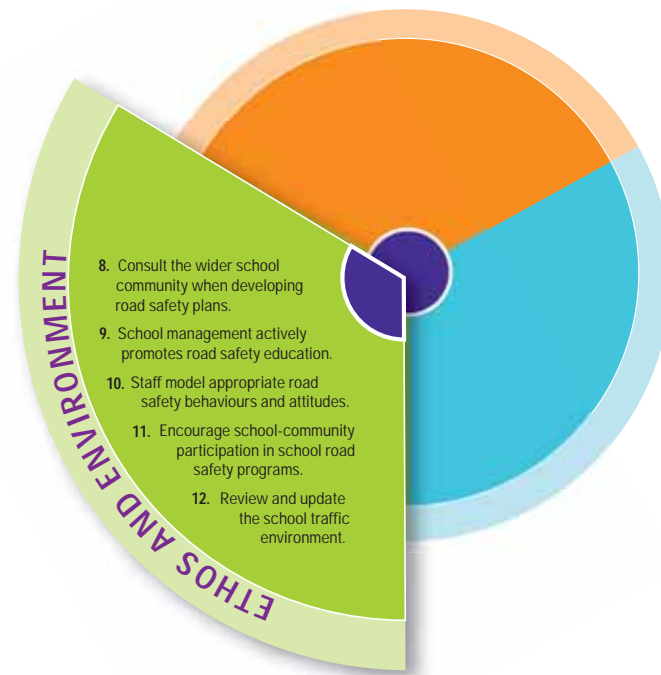 8. Consult the wider school
community when developing
road safety plans.
9. School management actively
promotes road safety education.
10. Staff model appropriate road
safety behaviours and attitudes.
11. Encourage school-community
participation in school road
safety programs.
12. Review and update
the school traffic
environment.
ETHOS AND ENVIRONMENT